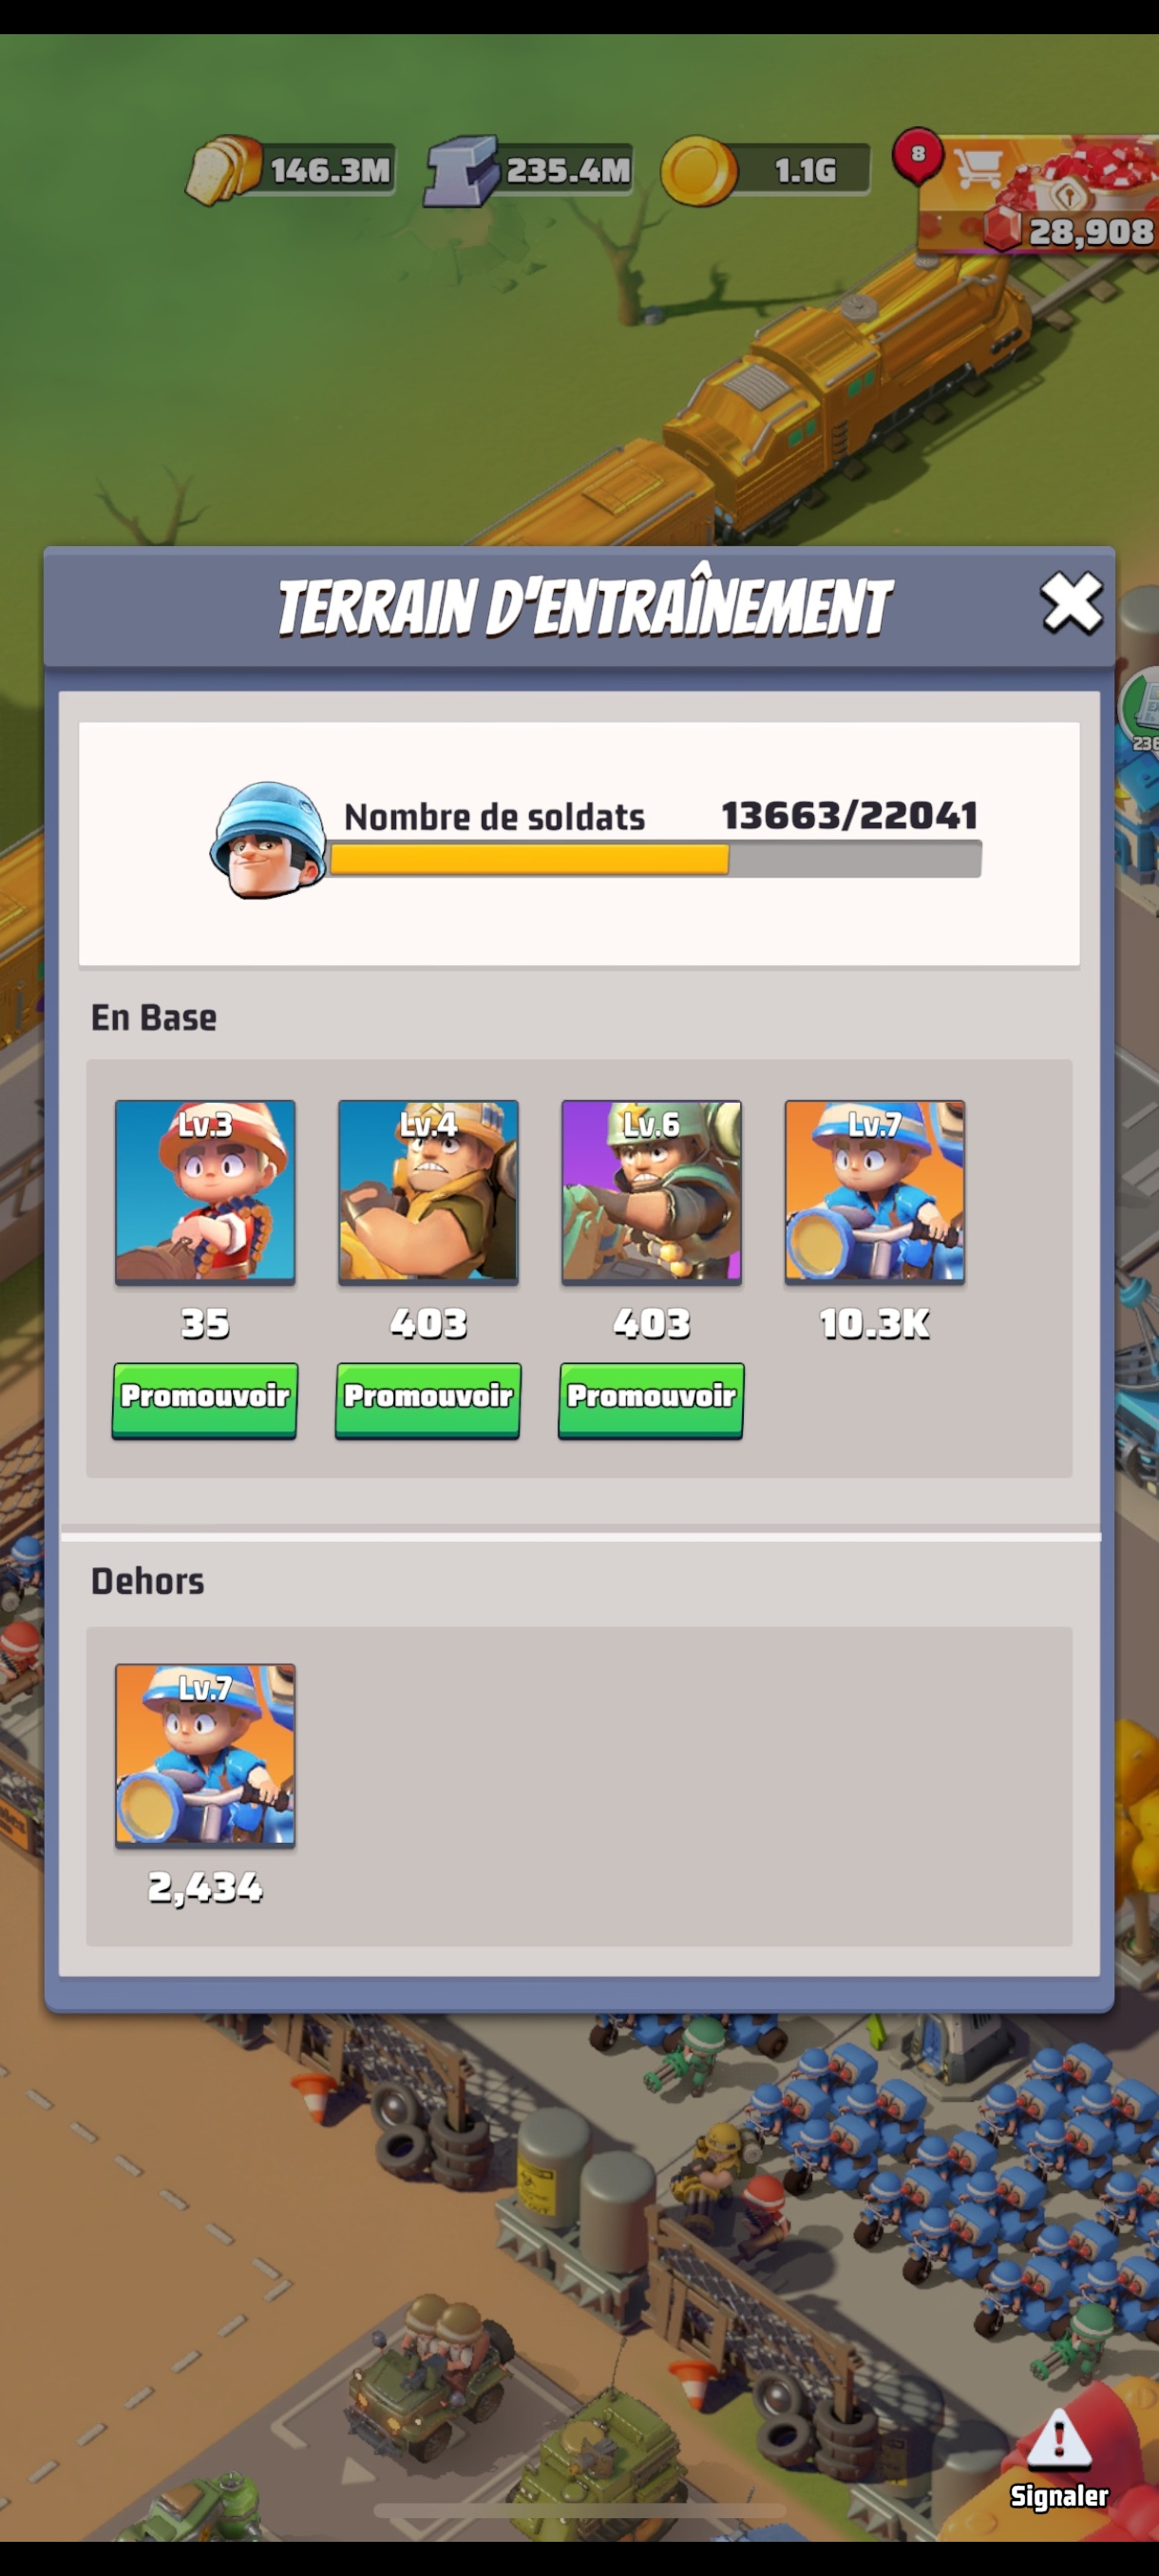 146.3M 235.4M 1.1G 8
28,908
TERRAIN D'ENTRAÎNEMENT
Nombre de soldats 13663/22041
En Base
Lv.3 Lv.4 Lv.6 Lv.7
35 403 403 10.3K
Promouvoir Promouvoir Promouvoir
Dehors
Lv.7
2,434
Signaler